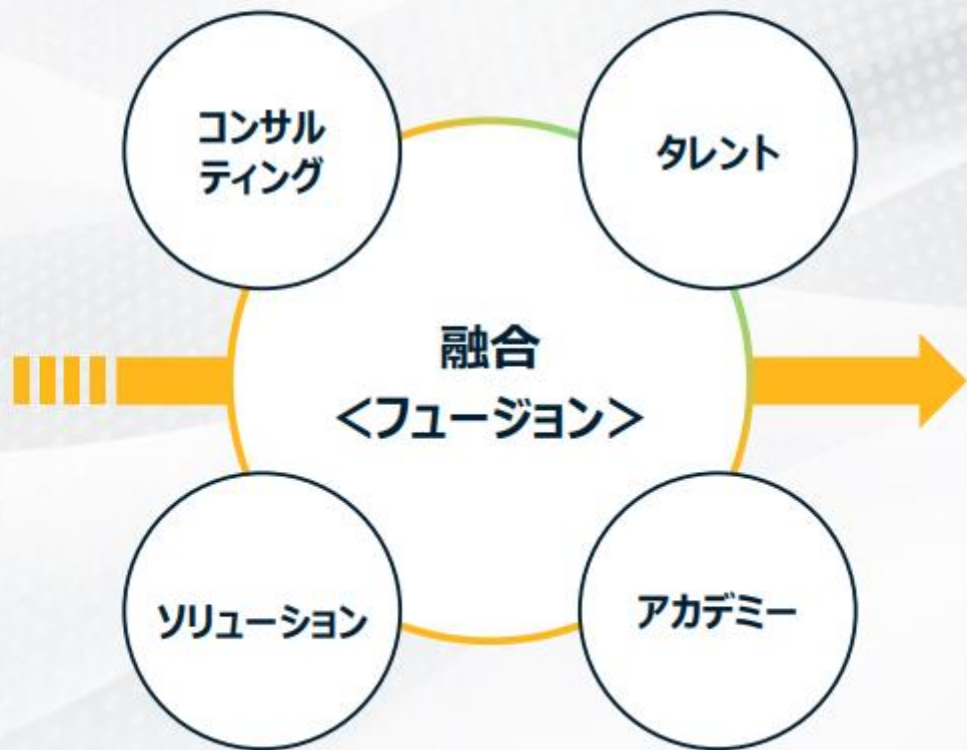 コンサル
ティング
タレント
融合
＜フュージョン＞
ソリューション
アカデミー